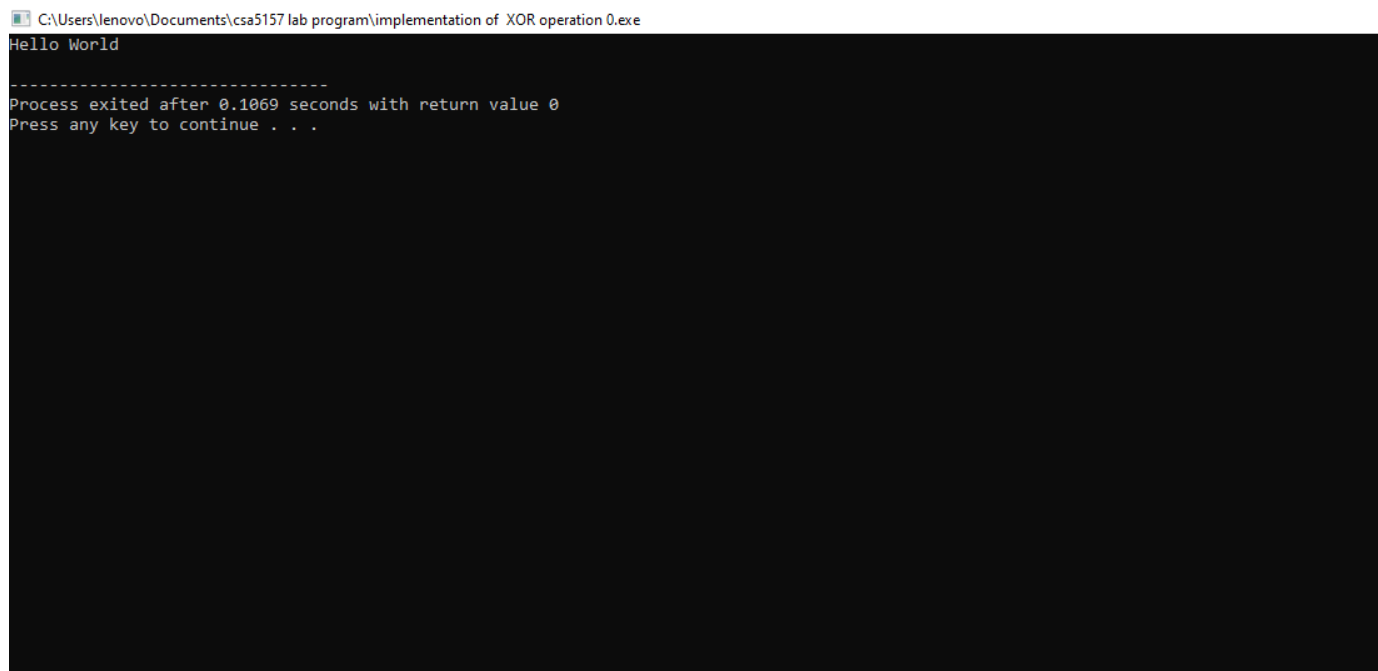 C:\Users\lenovo\Documents\csa5157 lab program\implementation of  XOR operation 0.exe
Hello World
--------------------------------
Process exited after 0.1069 seconds with return value 0
Press any key to continue . . .